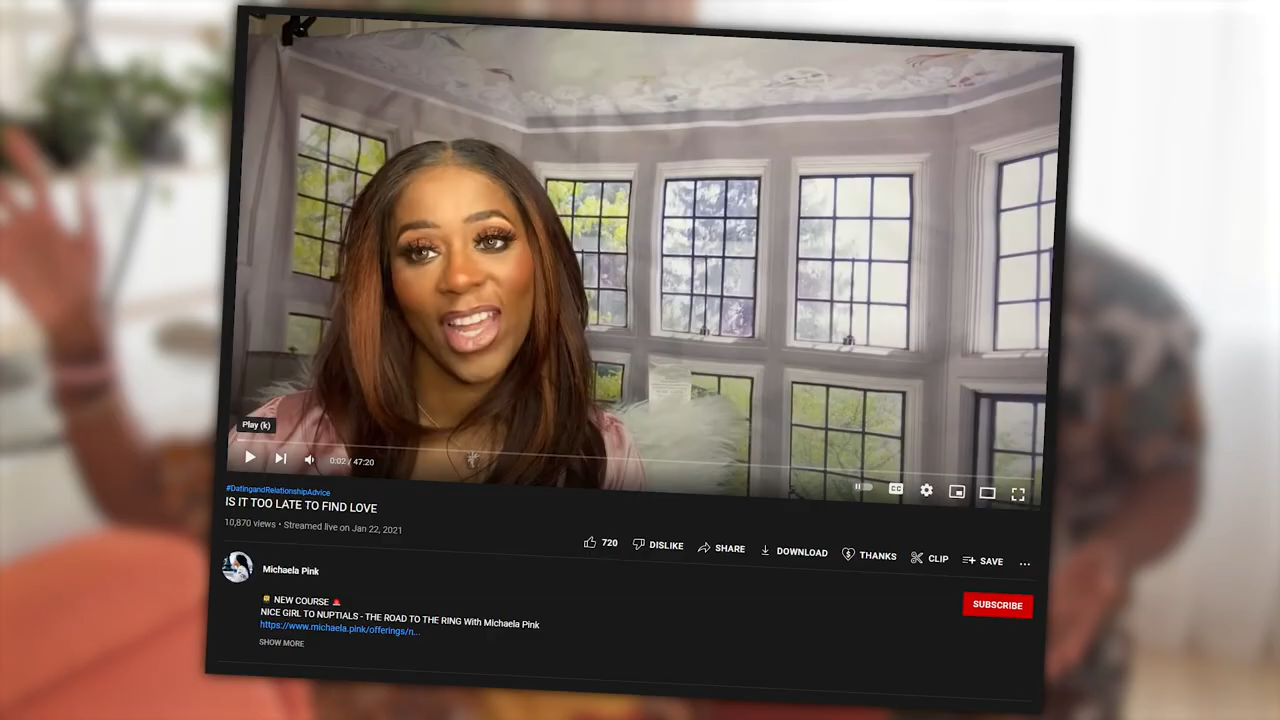 Play (k)
0:02 / 47:20
#DatingandRelationshipAdvice
IS IT TOO LATE TO FIND LOVE
10,870 views • Streamed live on Jan 22, 2021
720 DISLIKE SHARE DOWNLOAD THANKS CLIP SAVE ...
Michaela Pink
SUBSCRIBE
NEW COURSE
NICE GIRL TO NUPTIALS - THE ROAD TO THE RING With Michaela Pink
https://www.michaela.pink/offerings/n...
SHOW MORE